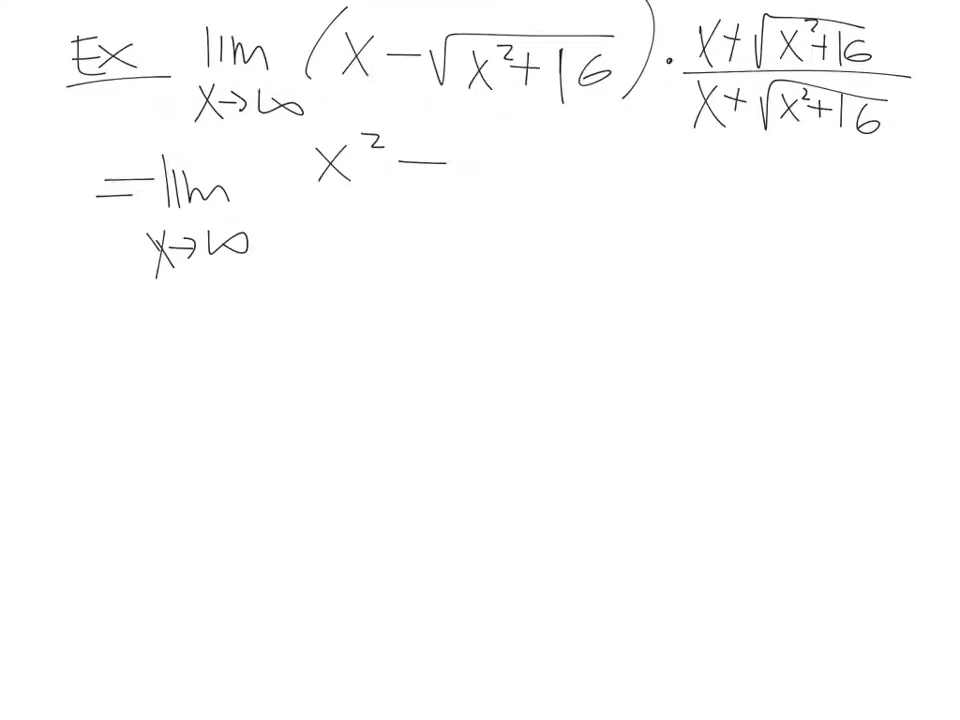 Ex lim x→∞ (x − √(x²+16)) · (x+√(x²+16))/(x+√(x²+16))
= lim x→∞ x² −